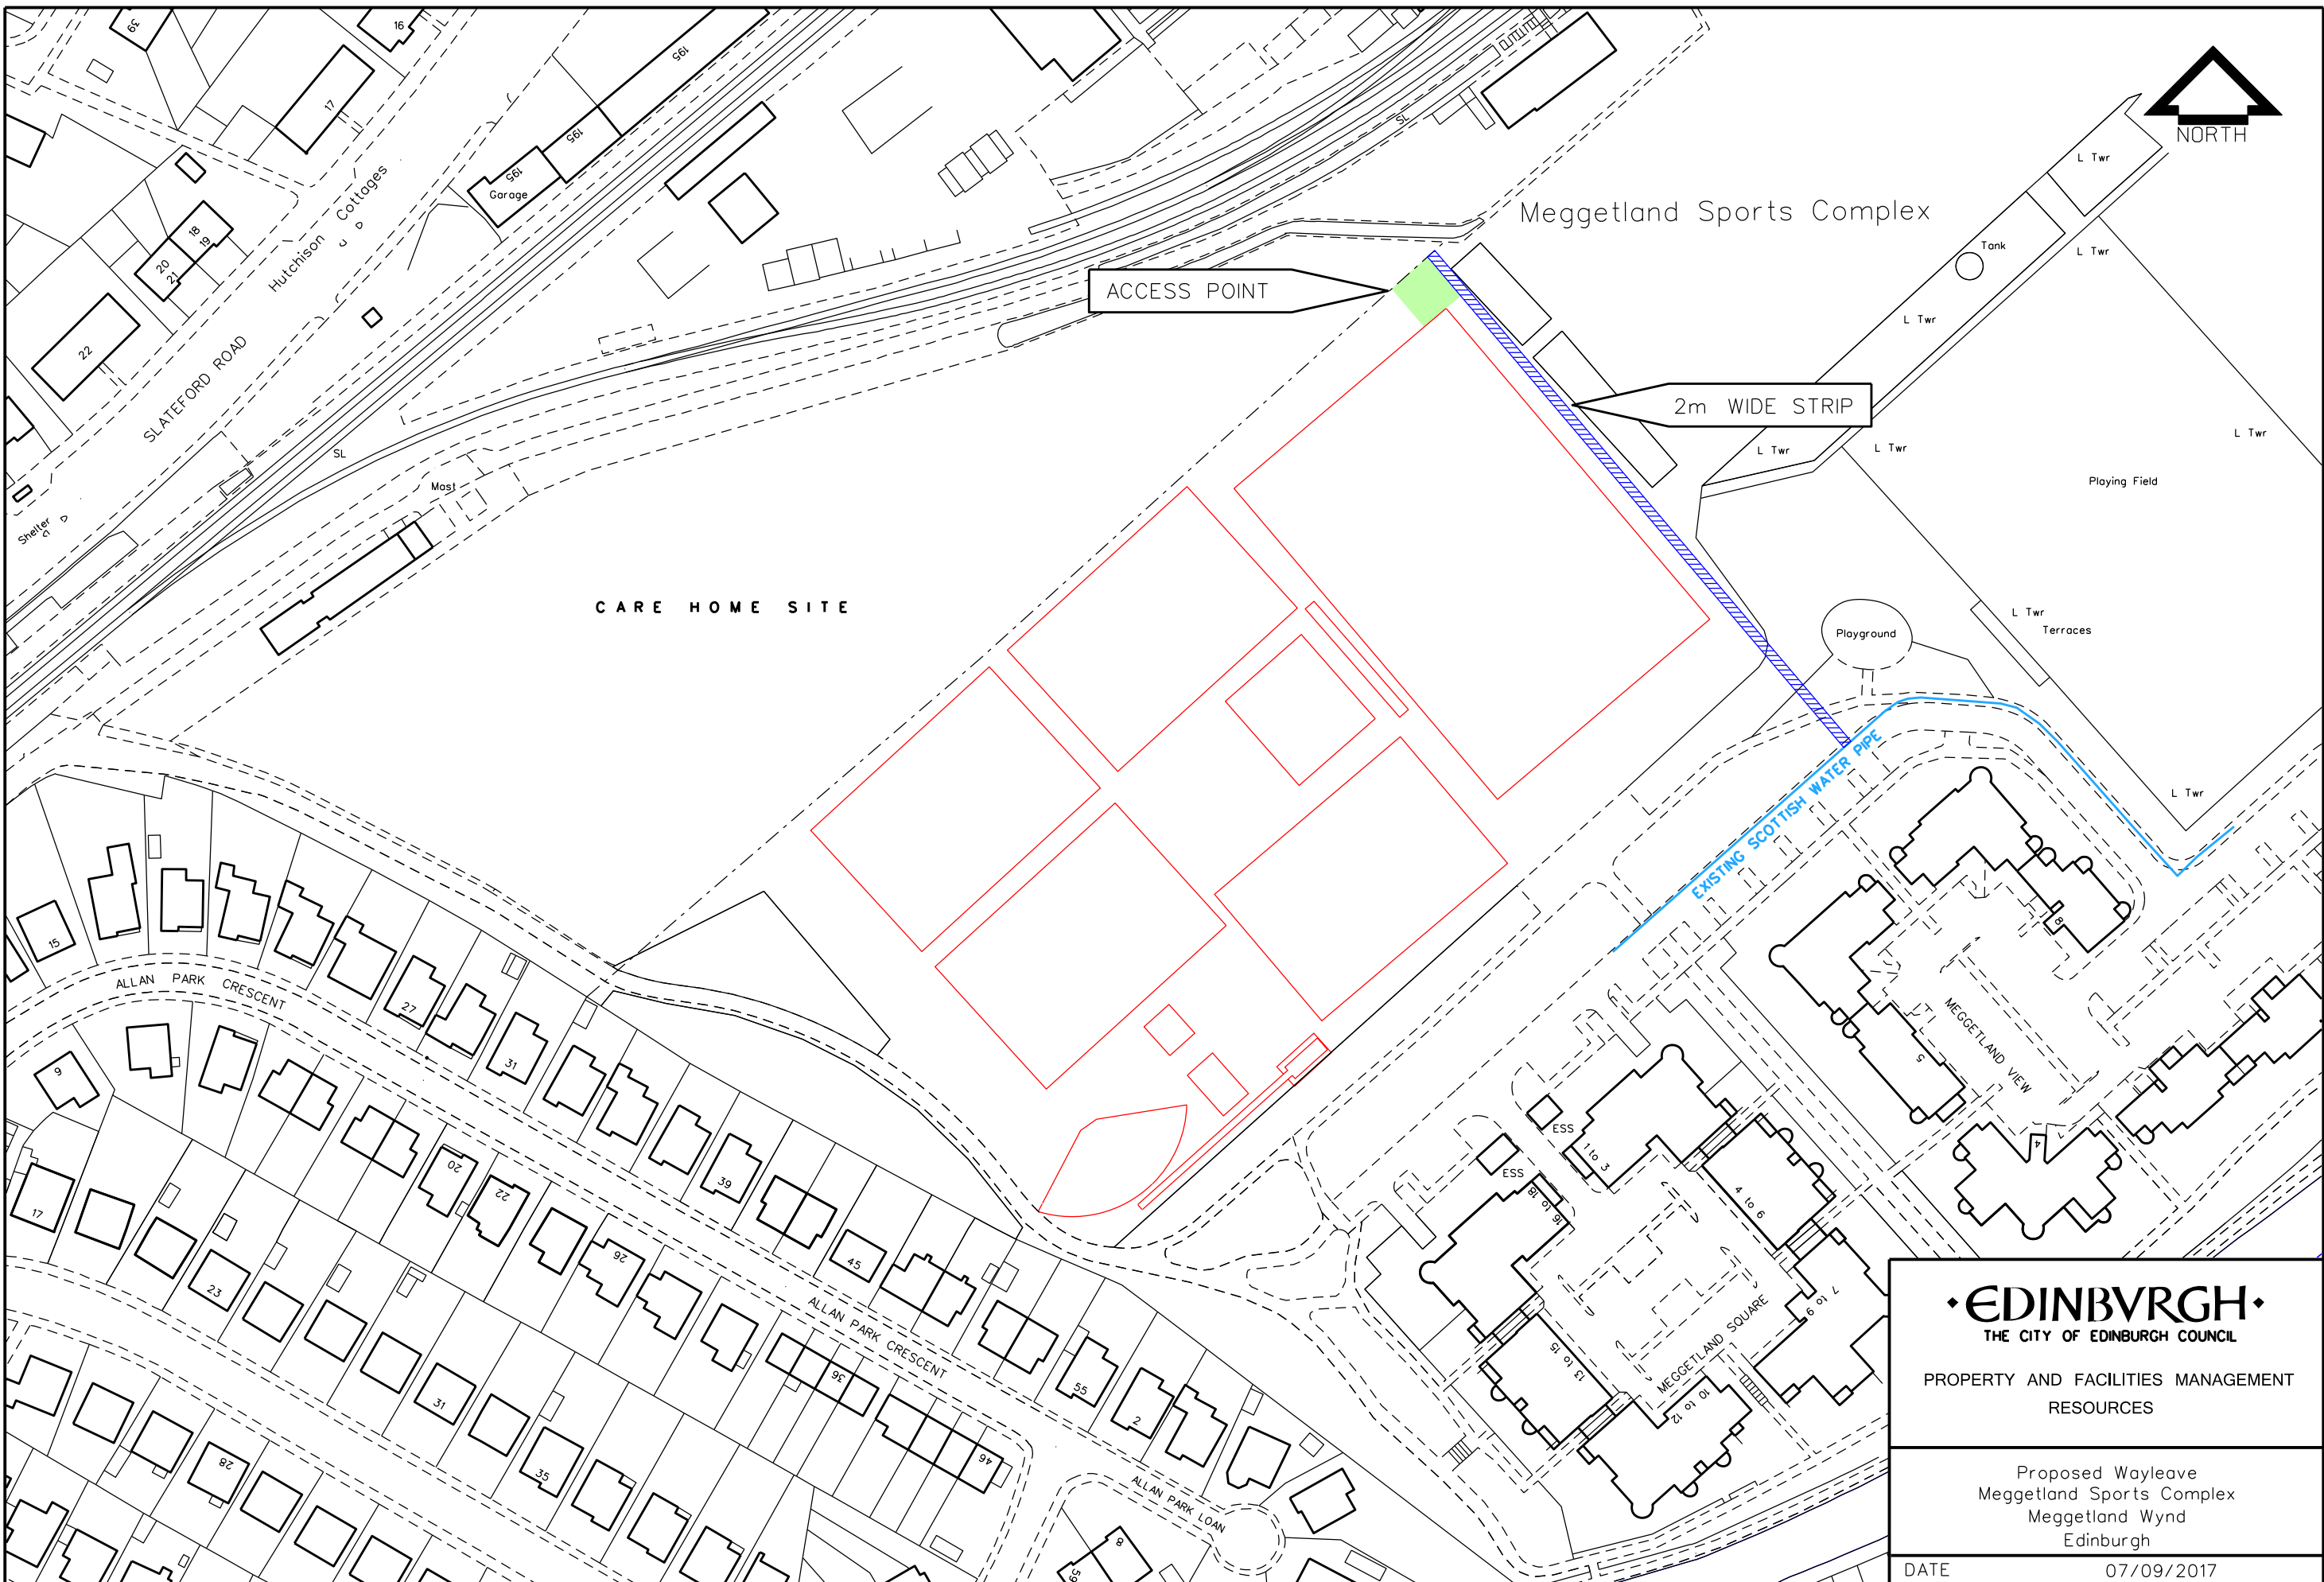 39
16
195
17
195
195
Garage
Hutchison Cottages
18
19
20
21
22
SLATEFORD ROAD
Shelter
SL
SL
Mast
NORTH
Meggetland Sports Complex
L Twr
L Twr
Tank
L Twr
L Twr
L Twr
L Twr
Playing Field
ACCESS POINT
2m WIDE STRIP
CARE HOME SITE
L Twr
Terraces
Playground
EXISTING SCOTTISH WATER PIPE
L Twr
15
ALLAN PARK CRESCENT
27
31
9
39
17
20
22
23
26
45
ALLAN PARK CRESCENT
36
55
2
31
35
28
46
ALLAN PARK LOAN
8
59
ESS
ESS
1 to 3
16 to 18
4 to 6
7 to 9
13 to 15
10 to 12
MEGGETLAND SQUARE
MEGGETLAND VIEW
8
5
4
EDINBVRGH
THE CITY OF EDINBURGH COUNCIL
PROPERTY AND FACILITIES MANAGEMENT
RESOURCES
Proposed Wayleave
Meggetland Sports Complex
Meggetland Wynd
Edinburgh
DATE 07/09/2017